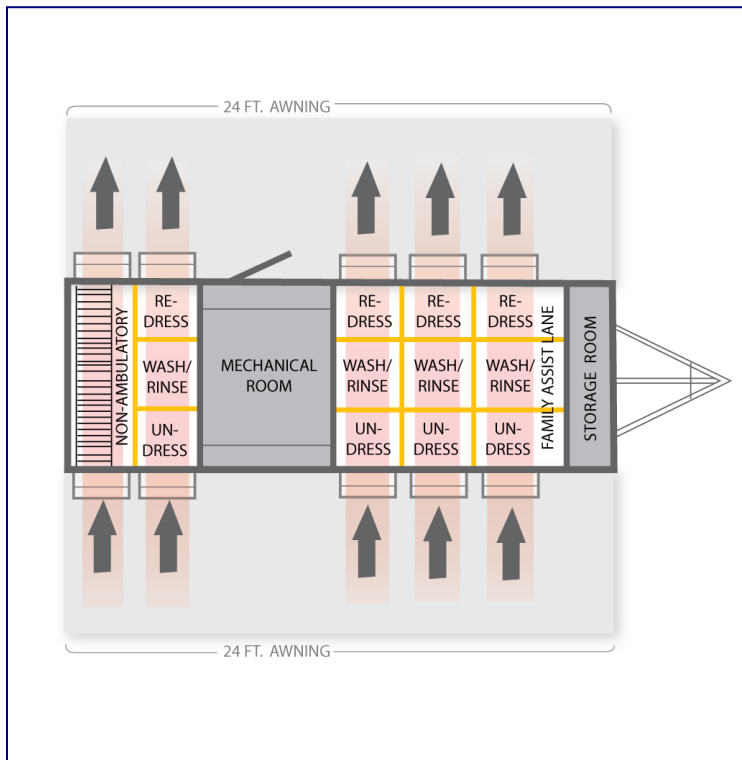 24 FT. AWNING
NON-AMBULATORY
RE-
DRESS
WASH/
RINSE
UN-
DRESS
MECHANICAL
ROOM
RE-
DRESS
WASH/
RINSE
UN-
DRESS
RE-
DRESS
WASH/
RINSE
UN-
DRESS
RE-
DRESS
WASH/
RINSE
UN-
DRESS
FAMILY ASSIST LANE
STORAGE ROOM
24 FT. AWNING